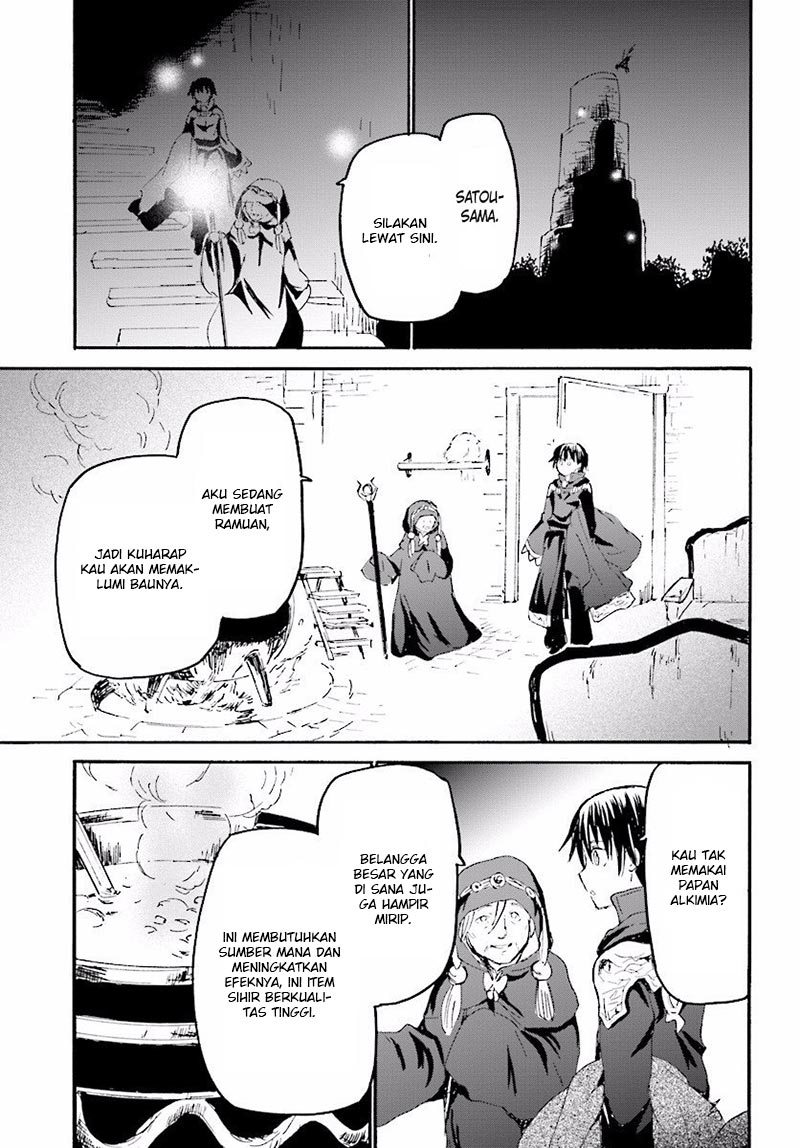 SATOU-
SAMA.
SILAKAN
LEWAT SINI.
AKU SEDANG
MEMBUAT
RAMUAN,
JADI KUHARAP
KAU AKAN MEMAK-
LUMI BAUNYA.
KAU TAK
MEMAKAI
PAPAN
ALKIMIA?
BELANGGA
BESAR YANG
DI SANA JU-
GA HAMPIR
MIRIP.
INI MEMBUTUHKAN
SUMBER MANA DAN
MENINGKATKAN
EFEKNYA, INI ITEM
SIHIR BERKUALI-
TAS TINGGI.